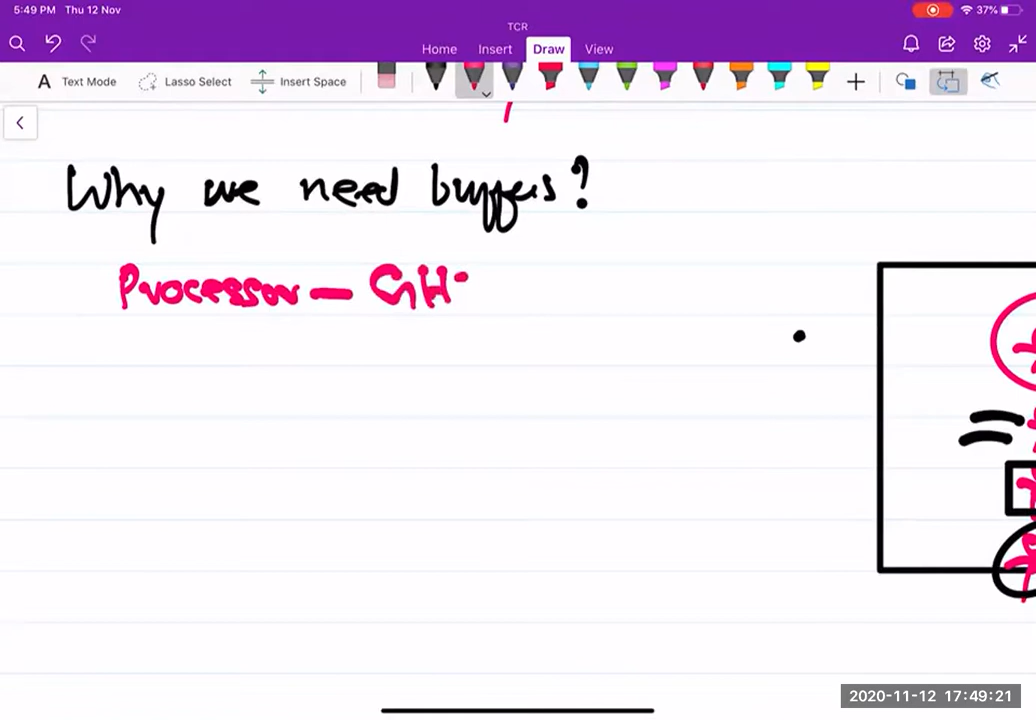 5:49 PM Thu 12 Nov
37%
TCR
Home Insert Draw View
A Text Mode Lasso Select Insert Space
Why we need buffers?
Processor — GH
2020-11-12 17:49:21